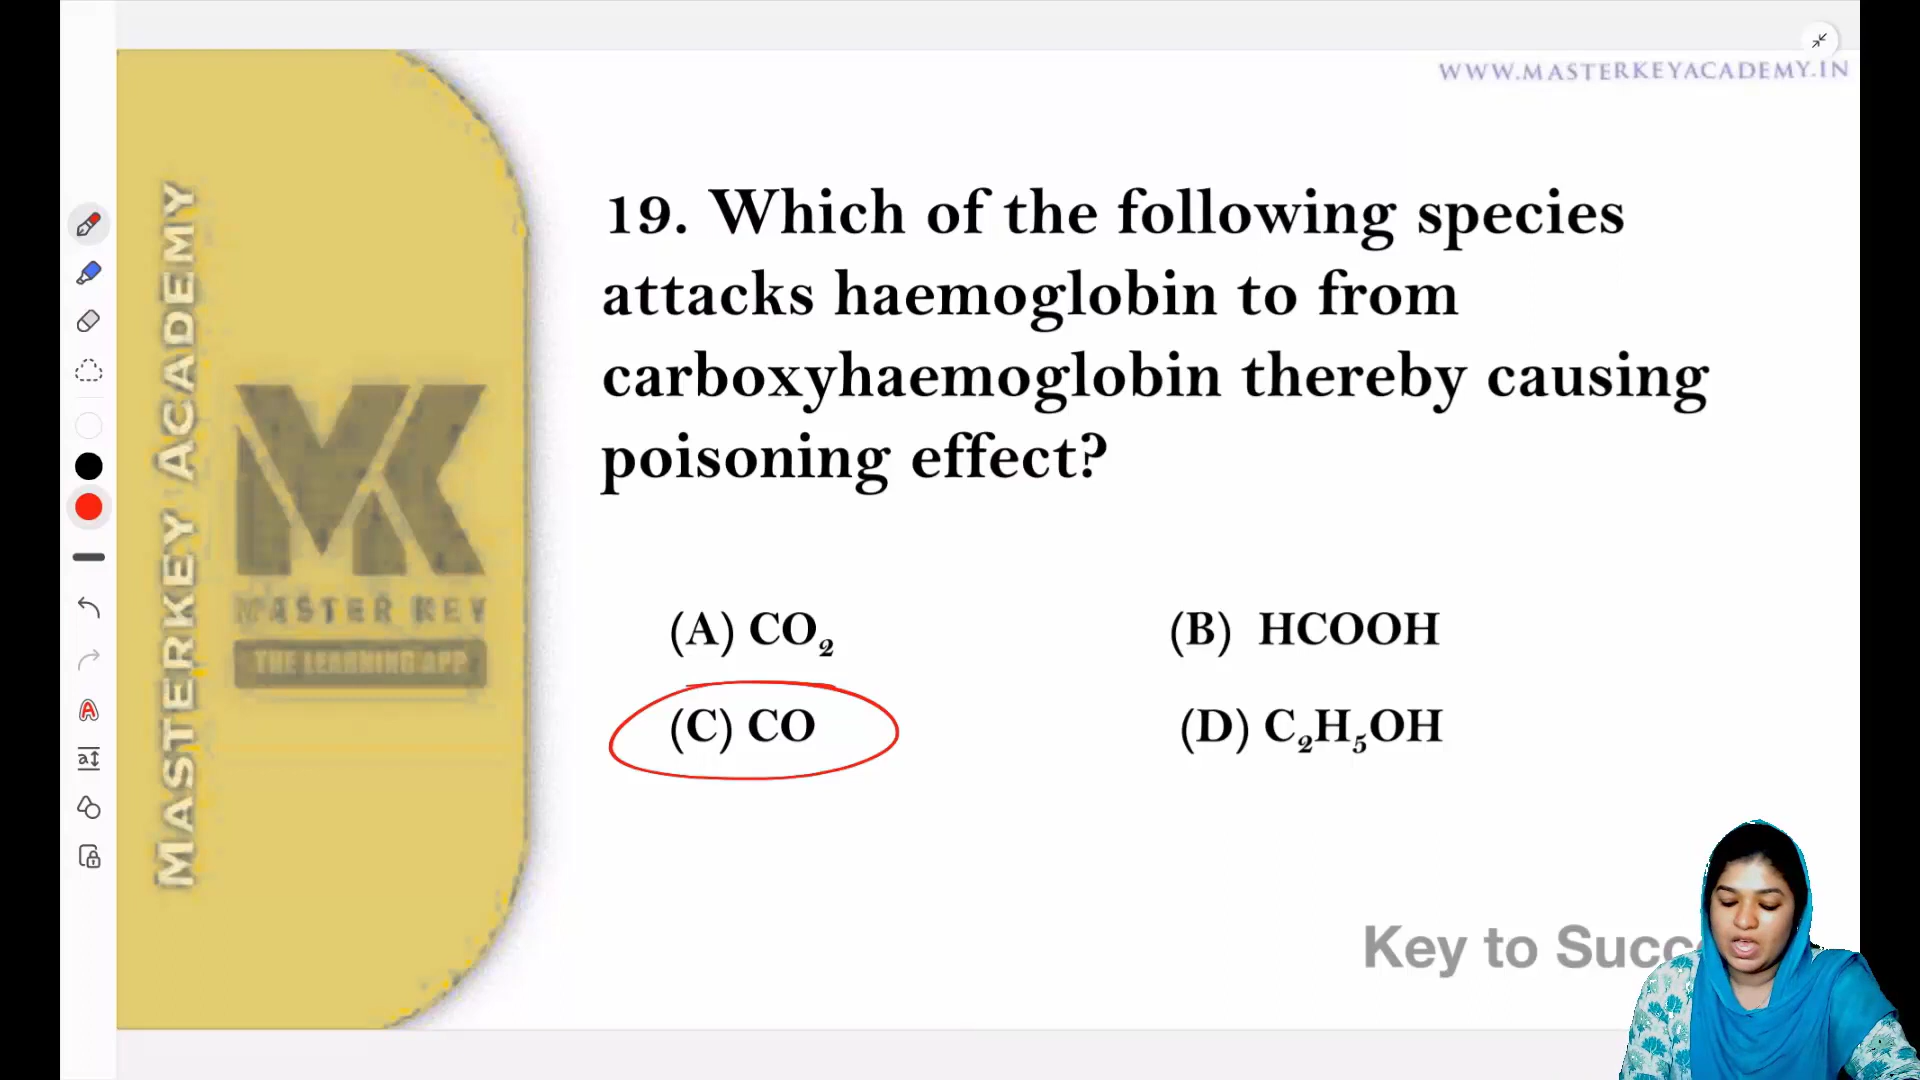 WWW.MASTERKEYACADEMY.IN
MASTERKEY ACADEMY
MK
MASTER KEY
THE LEARNING APP
19. Which of the following species
attacks haemoglobin to from
carboxyhaemoglobin thereby causing
poisoning effect?
(A) CO₂ (B) HCOOH
(C) CO (D) C₂H₅OH
Key to Succ
A
a